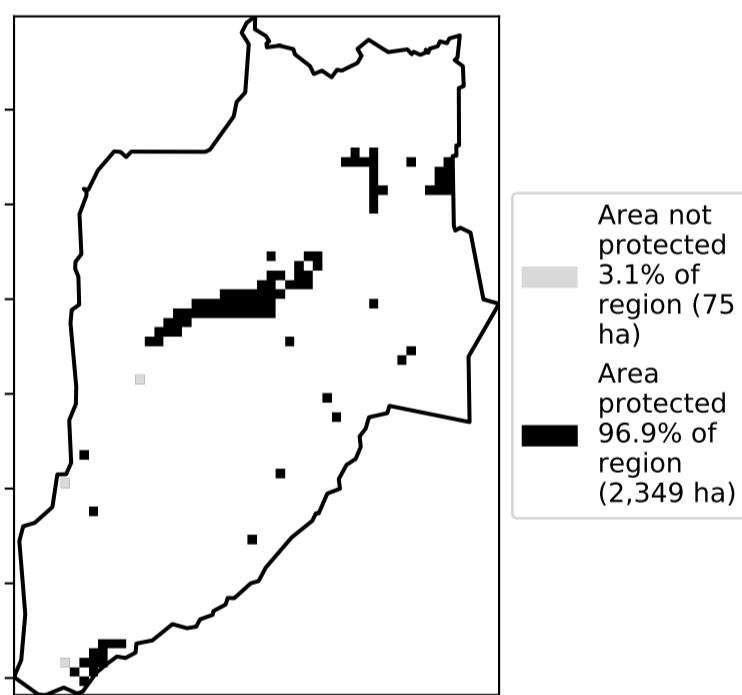 Area not
protected
3.1% of
region (75
ha)
Area
protected
96.9% of
region
(2,349 ha)